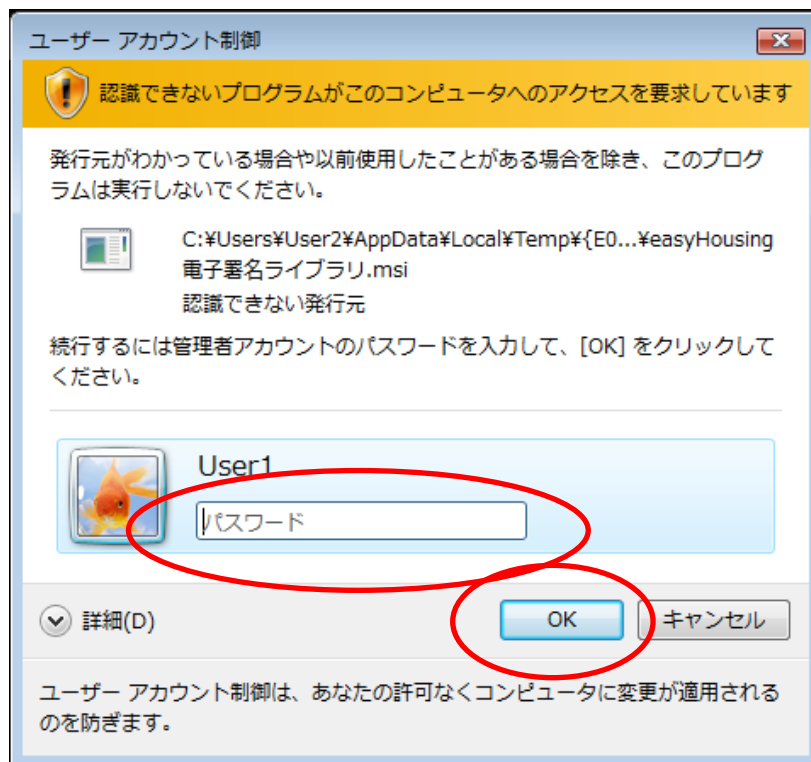 ユーザー アカウント制御
認識できないプログラムがこのコンピュータへのアクセスを要求しています
発行元がわかっている場合や以前使用したことがある場合を除き、このプログ
ラムは実行しないでください。
C:¥Users¥User2¥AppData¥Local¥Temp¥{E0...¥easyHousing
電子署名ライブラリ.msi
認識できない発行元
続行するには管理者アカウントのパスワードを入力して、[OK] をクリックして
ください。
User1
パスワード
詳細(D)
OK
キャンセル
ユーザー アカウント制御は、あなたの許可なくコンピュータに変更が適用される
のを防ぎます。